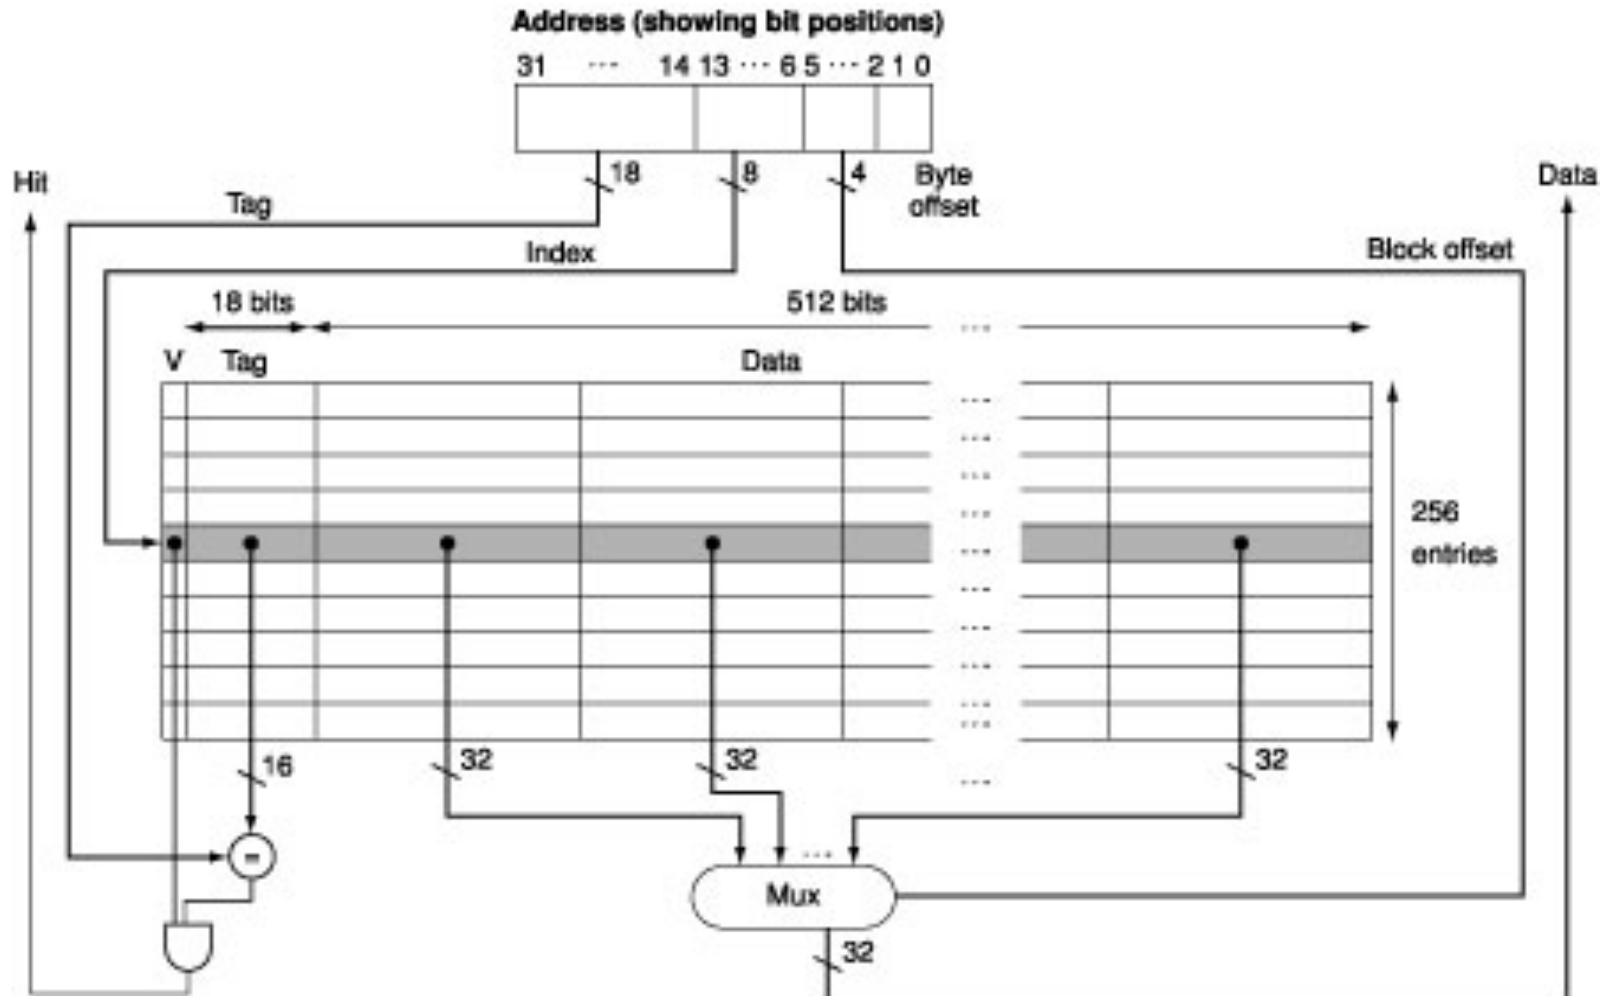 Address (showing bit positions)
31 ··· 14 13 ··· 6 5 ··· 2 1 0
18 8 4 Byte offset
Hit
Data
Tag
Index
Block offset
18 bits
512 bits
···
V Tag Data
···
···
···
···
···
···
···
···
···
···
256
entries
16 32 32 32
···
=
···
Mux
32